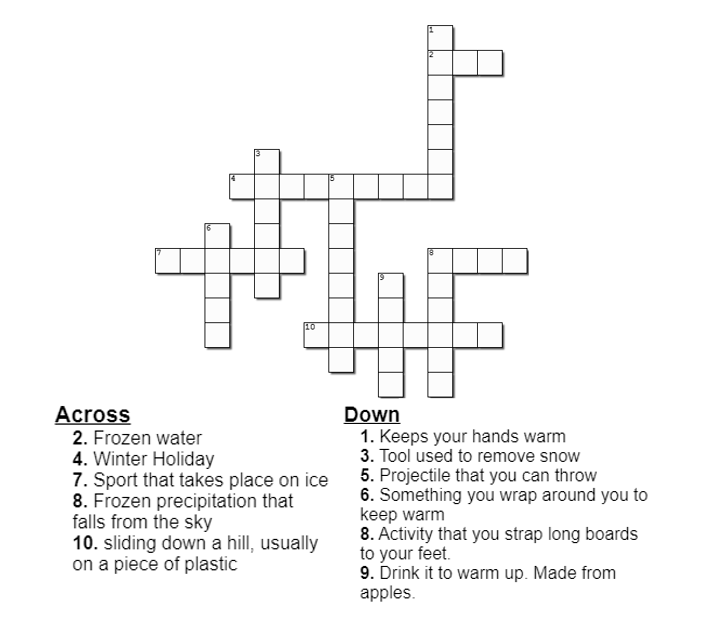 1
2
3
4
5
6
7
8
9
10
Across
2. Frozen water
4. Winter Holiday
7. Sport that takes place on ice
8. Frozen precipitation that
falls from the sky
10. sliding down a hill, usually
on a piece of plastic
Down
1. Keeps your hands warm
3. Tool used to remove snow
5. Projectile that you can throw
6. Something you wrap around you to
keep warm
8. Activity that you strap long boards
to your feet.
9. Drink it to warm up. Made from
apples.